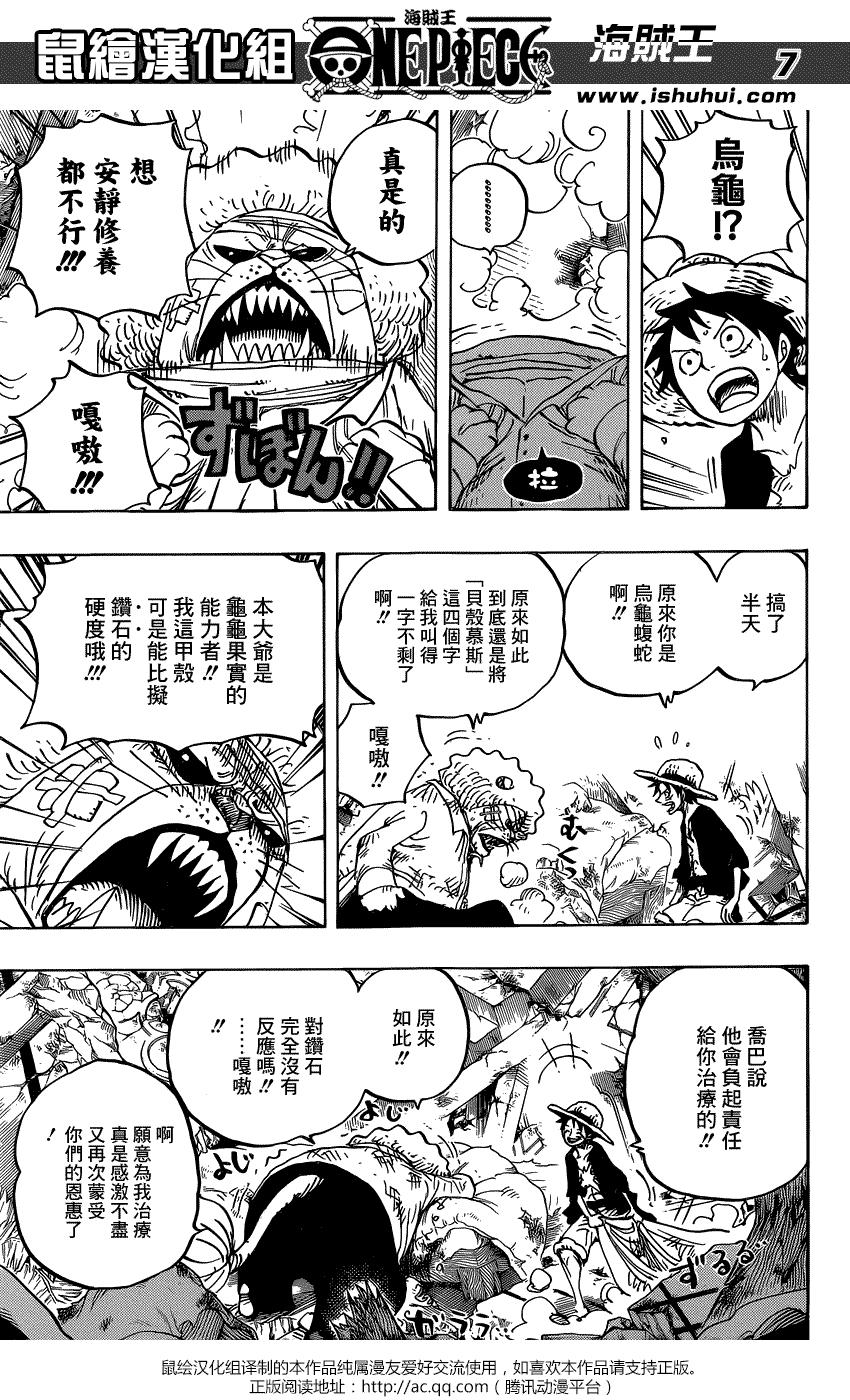 鼠繪漢化組
海賊王
ONE PIECE
海賊王
7
www.ishuhui.com
烏龜!?
………………
拉
真是的
想
安靜修養
都不行!!!
嘎嗷!!!
ずぼん!!
搞了
半天
原來你是
烏龜蝮蛇
啊!!
原來如此
到底還是將
「貝殼慕斯」
這四個字
給我叫得
一字不剩了
啊!!
嘎嗷!!
むくっ
本大爺是
龜龜果實的
能力者!!
我這甲殼
可是能比擬
鑽石的
硬度哦!!!
喬巴說
他會負起責任
給你治療的!!
原來
如此!!
對鑽石
完全沒有
反應嗎!!
……嘎嗷
!!
啊
願意為我治療
真是感激不盡
又再次蒙受
你們的恩惠了
よじ
よじ
ずるる…
ガララ…
鼠绘汉化组译制的本作品纯属漫友爱好交流使用，如喜欢本作品请支持正版。
正版阅读地址：http://ac.qq.com（腾讯动漫平台）